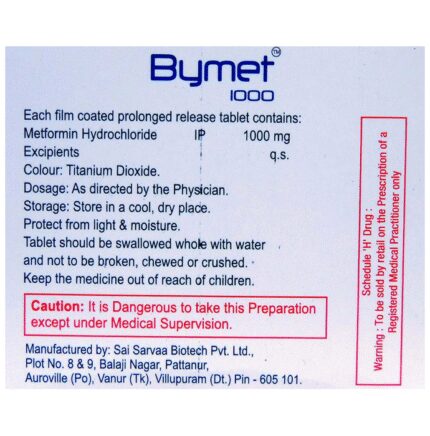 Bymet™
1000
Each film coated prolonged release tablet contains:
Metformin Hydrochloride IP 1000 mg
Excipients q.s.
Colour: Titanium Dioxide.
Dosage: As directed by the Physician.
Storage: Store in a cool, dry place.
Protect from light & moisture.
Tablet should be swallowed whole with water
and not to be broken, chewed or crushed.
Keep the medicine out of reach of children.
Caution: It is Dangerous to take this Preparation
except under Medical Supervision.
Manufactured by: Sai Sarvaa Biotech Pvt. Ltd.,
Plot No. 8 & 9, Balaji Nagar, Pattanur,
Auroville (Po), Vanur (Tk), Villupuram (Dt.) Pin - 605 101.
Schedule 'H' Drug :
Warning : To be sold by retail on the Prescription of a
Registered Medical Practitioner only